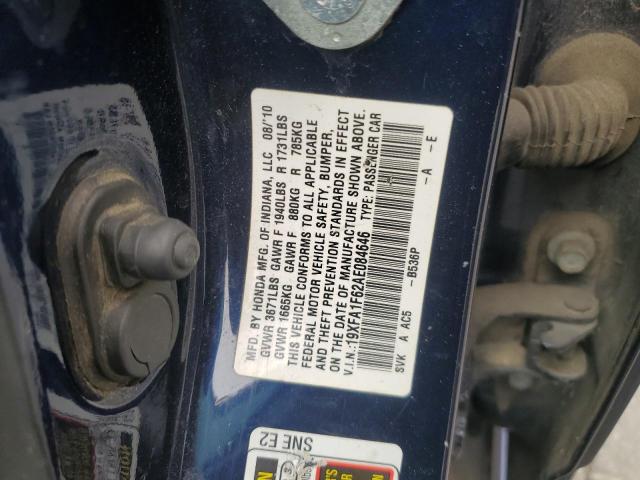 MFD. BY HONDA MFG. OF INDIANA, LLC 08/10
GVWR 3671LBS GAWR F 1940LBS R 1731LBS
GVWR 1665KG GAWR F 880KG R 785KG
THIS VEHICLE CONFORMS TO ALL APPLICABLE
FEDERAL MOTOR VEHICLE SAFETY, BUMPER,
AND THEFT PREVENTION STANDARDS IN EFFECT
ON THE DATE OF MANUFACTURE SHOWN ABOVE.
V.I.N.: 19XFA1F62AE084646 TYPE: PASSENGER CAR
SVK A AC5
-B536P -A -E
SNE E2